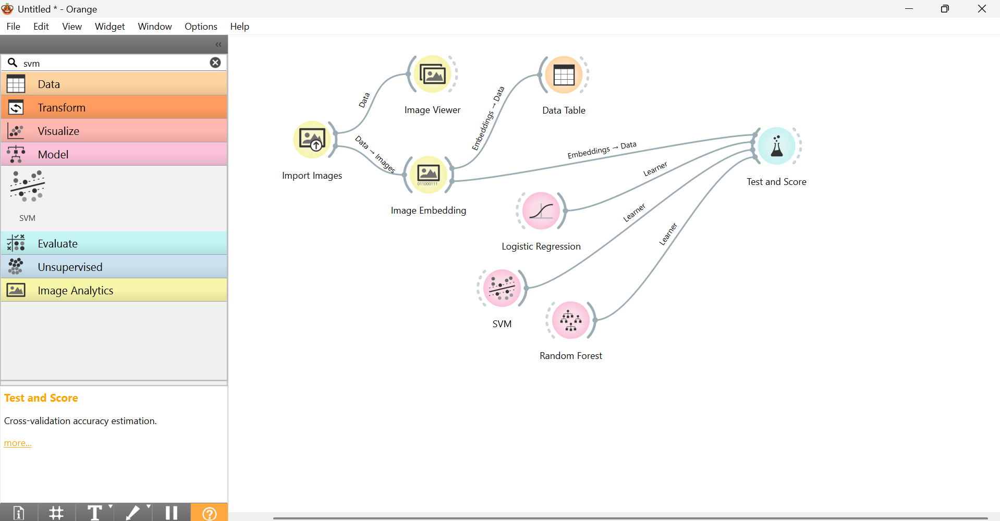 Untitled * - Orange
File Edit View Widget Window Options Help
«
svm
Data
Transform
Visualize
Model
SVM
Evaluate
Unsupervised
Image Analytics
Test and Score
Cross-validation accuracy estimation.
more...
Image Viewer
Data Table
Data
Embeddings → Data
Import Images
Data → Images
011000111
Image Embedding
Embeddings → Data
Test and Score
Learner
Logistic Regression
Learner
Learner
SVM
Random Forest